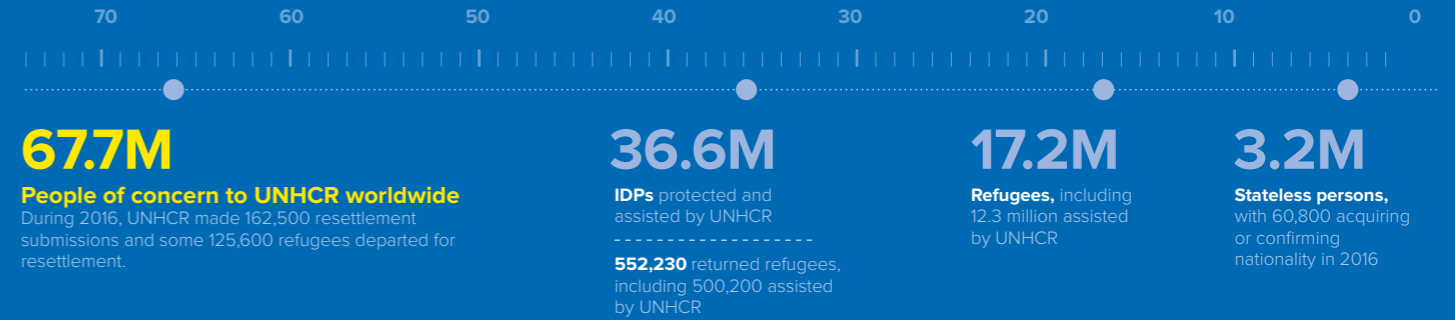 70 60 50 40 30 20 10 0
67.7M
People of concern to UNHCR worldwide
During 2016, UNHCR made 162,500 resettlement
submissions and some 125,600 refugees departed for
resettlement.
36.6M
IDPs protected and
assisted by UNHCR
552,230 returned refugees,
including 500,200 assisted
by UNHCR
17.2M
Refugees, including
12.3 million assisted
by UNHCR
3.2M
Stateless persons,
with 60,800 acquiring
or confirming
nationality in 2016